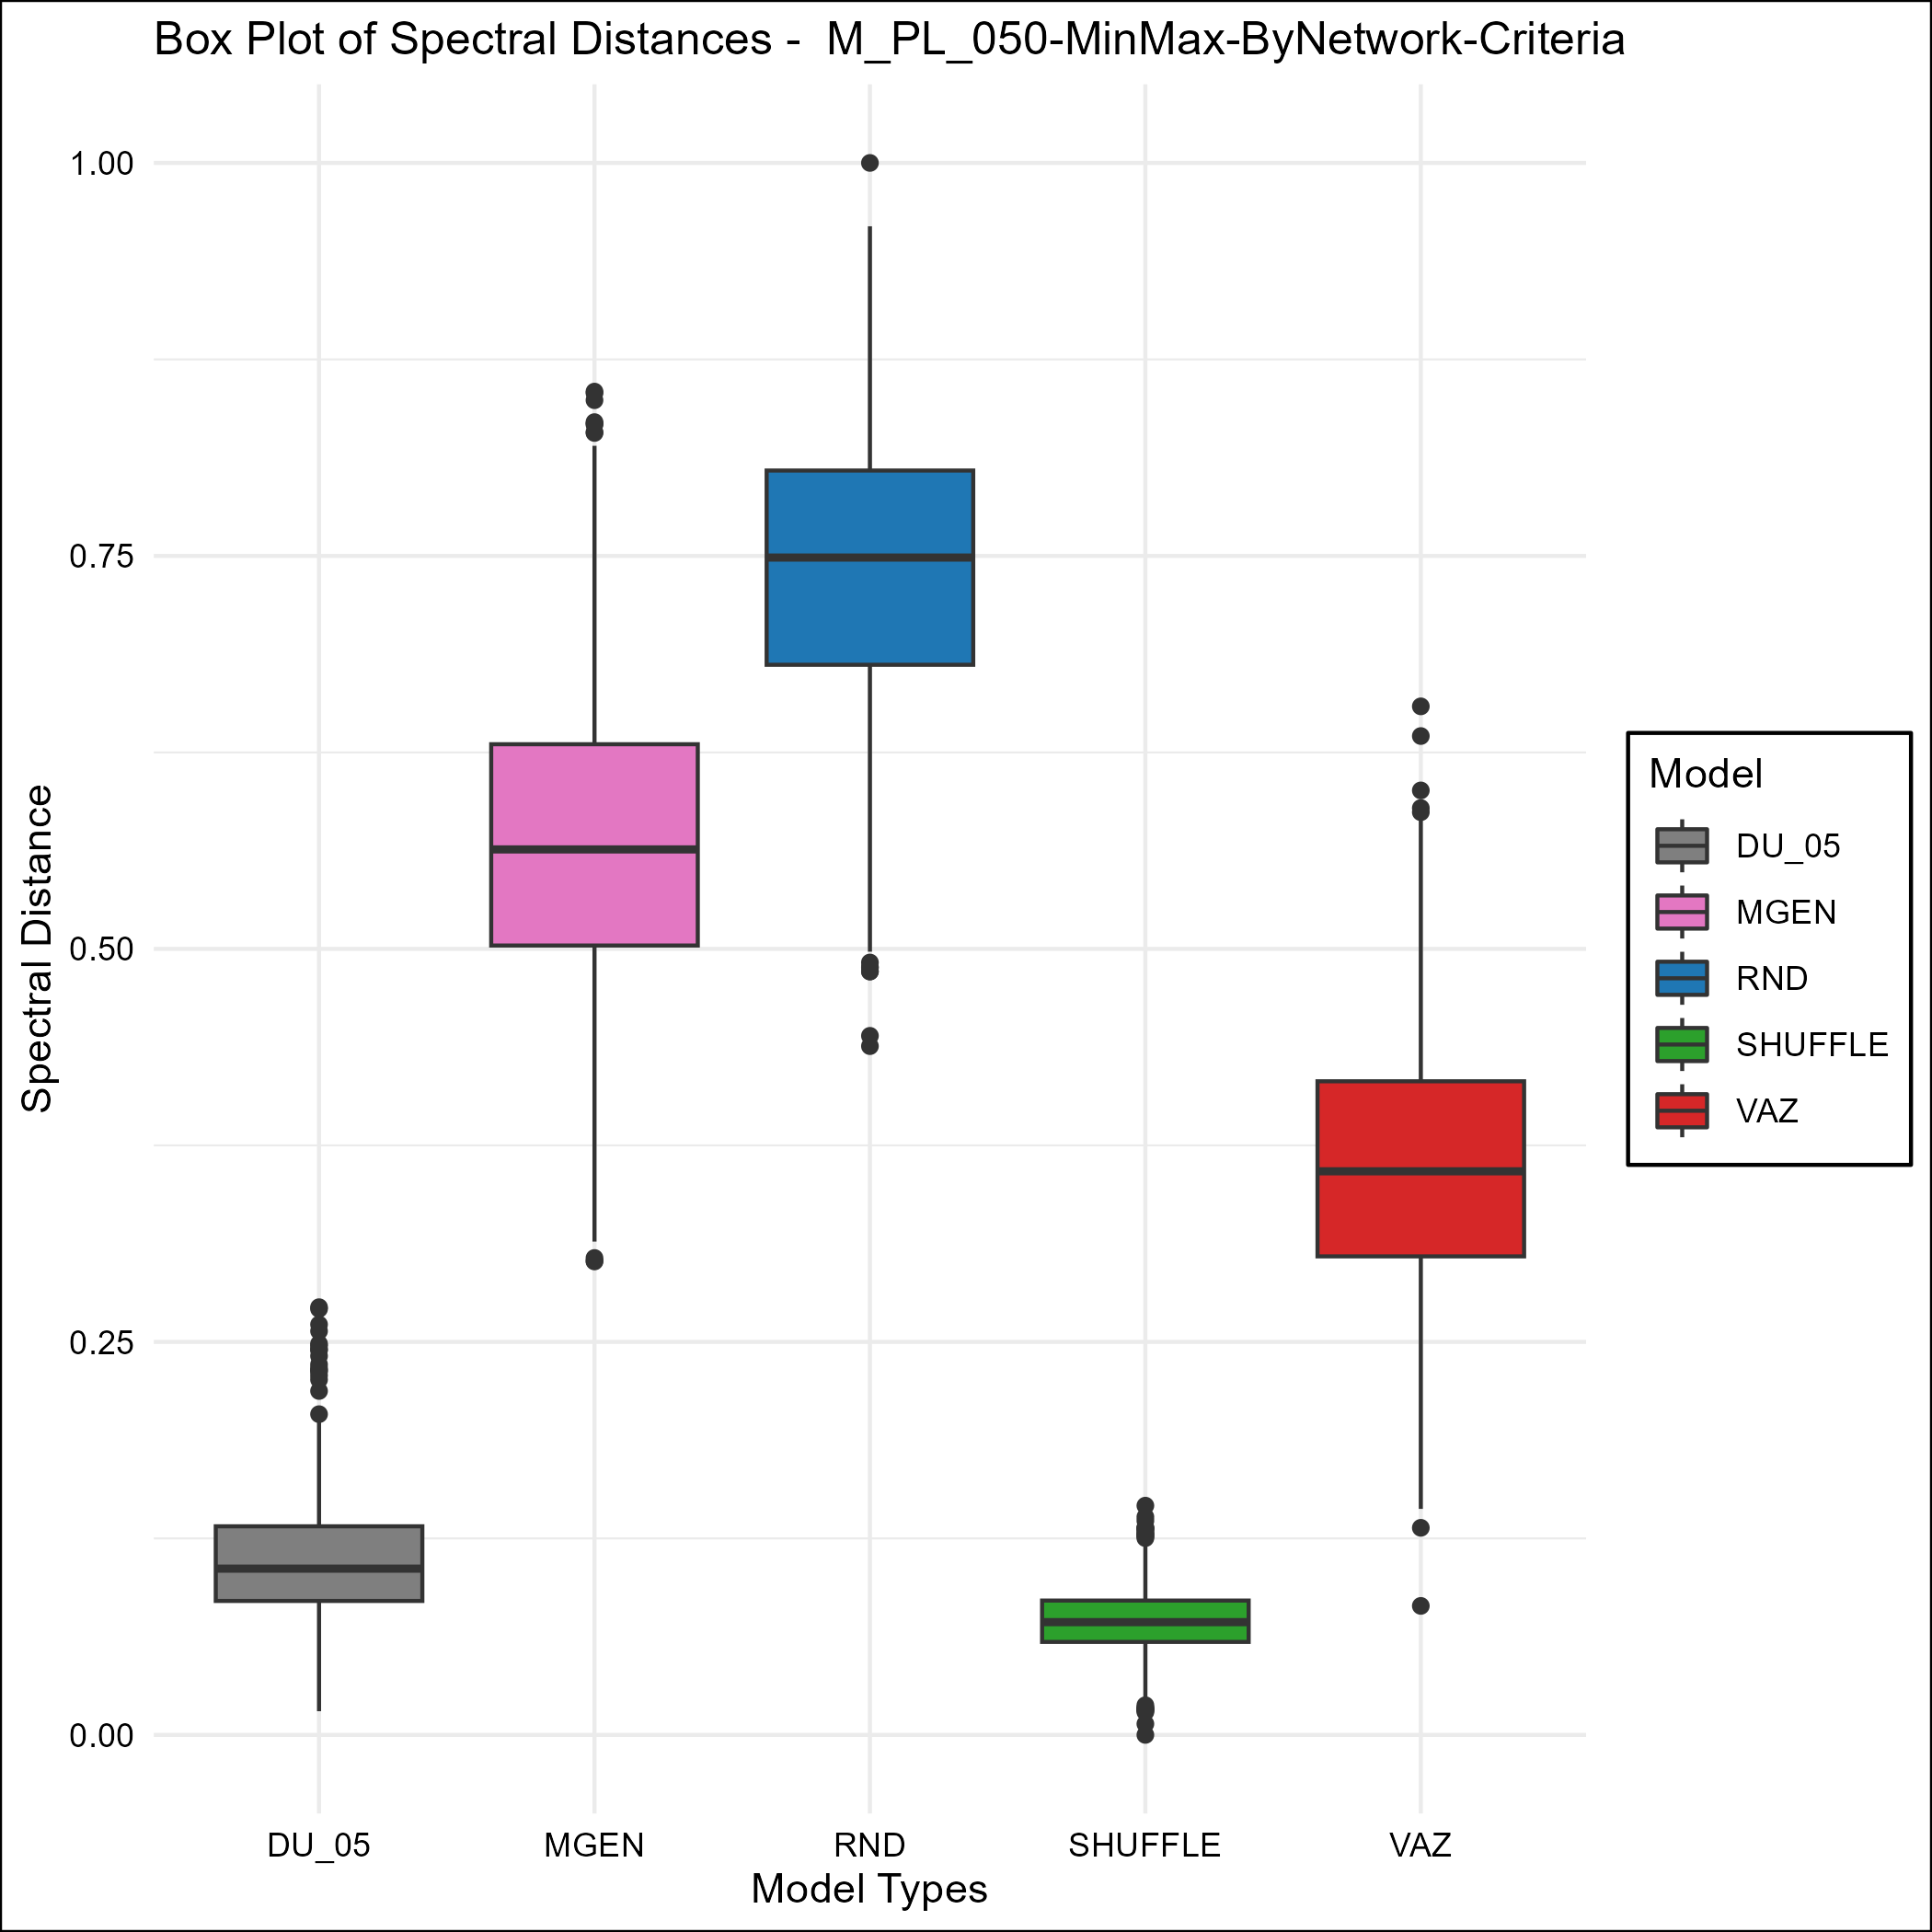 Box Plot of Spectral Distances -  M_PL_050-MinMax-ByNetwork-Criteria
Spectral Distance
1.00
0.75
0.50
0.25
0.00
DU_05
MGEN
RND
SHUFFLE
VAZ
Model Types
Model
DU_05
MGEN
RND
SHUFFLE
VAZ